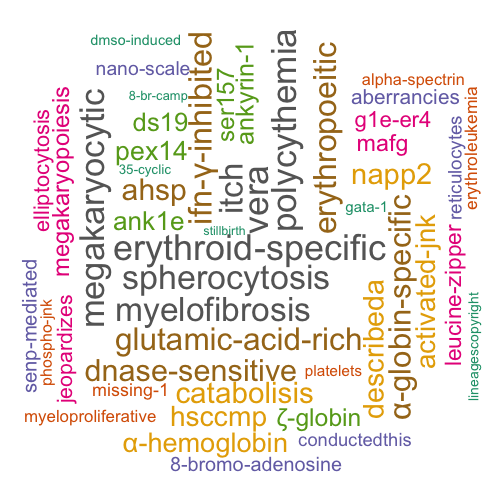 dmso-induced
nano-scale
8-br-camp
ds19
pex14
35-cyclic
ahsp
ank1e
elliptocytosis
megakaryopoiesis
megakaryocytic
ifn-γ-inhibited
ser157
ankyrin-1
itch
vera
polycythemia
erythropoeitic
stillbirth
alpha-spectrin
aberrancies
g1e-er4
mafg
napp2
gata-1
reticulocytes
erythroleukemia
erythroid-specific
spherocytosis
myelofibrosis
glutamic-acid-rich
dnase-sensitive
platelets
missing-1
catabolisis
myeloproliferative
hsccmp
ζ-globin
α-hemoglobin
conductedthis
8-bromo-adenosine
senp-mediated
phospho-jnk
jeopardizes
describeda
α-globin-specific
activated-jnk
leucine-zipper
lineagescopyright